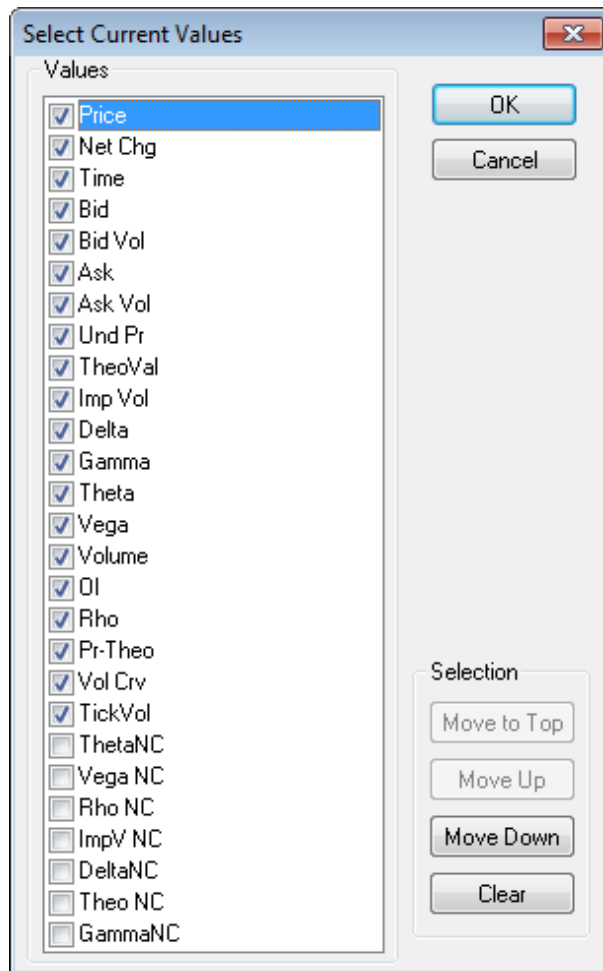 Select Current Values
Values
Price
Net Chg
Time
Bid
Bid Vol
Ask
Ask Vol
Und Pr
TheoVal
Imp Vol
Delta
Gamma
Theta
Vega
Volume
OI
Rho
Pr-Theo
Vol Crv
TickVol
ThetaNC
Vega NC
Rho NC
ImpV NC
DeltaNC
Theo NC
GammaNC
OK
Cancel
Selection
Move to Top
Move Up
Move Down
Clear